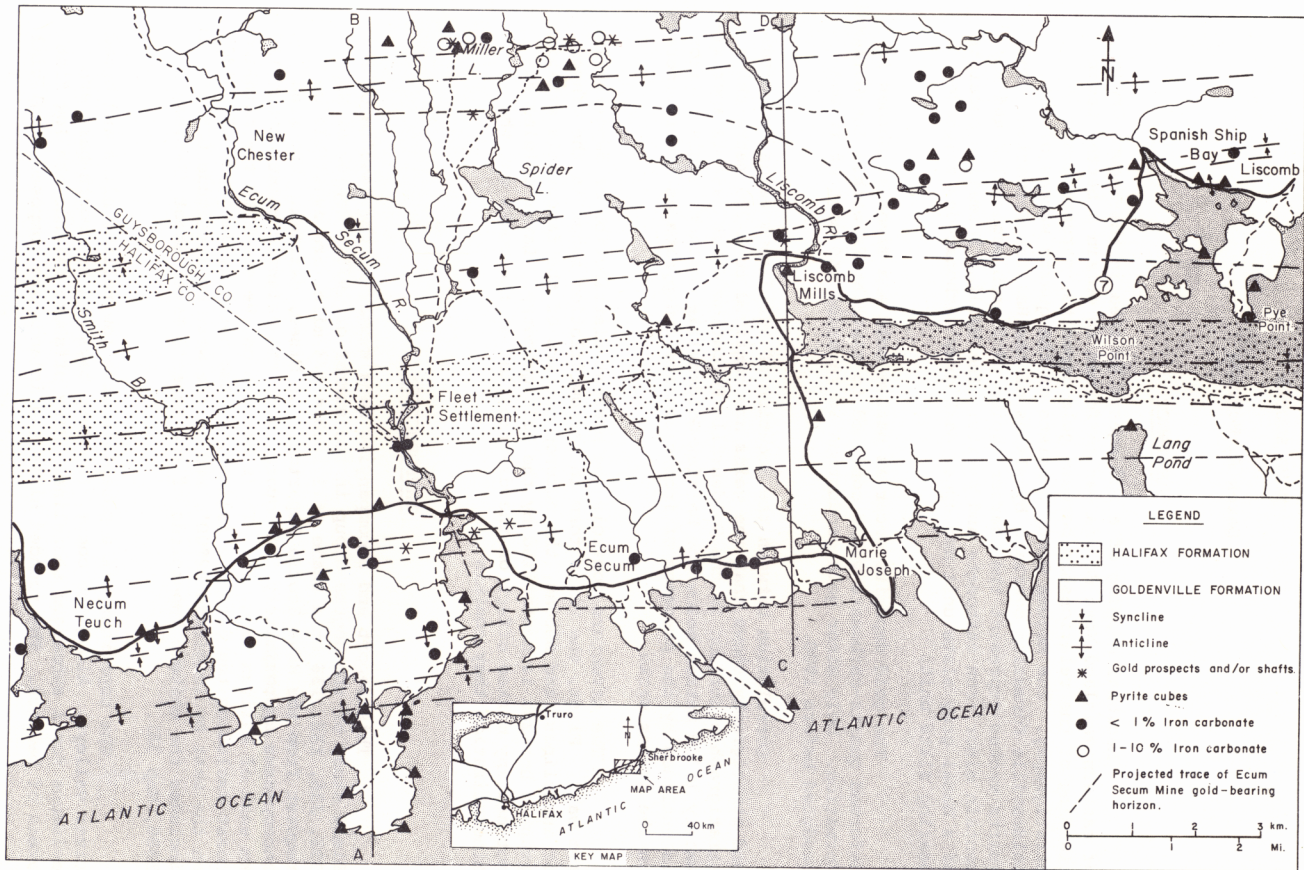 B
D
N
Miller
L.
New
Chester
Spanish Ship
Bay
Liscomb
Spider
L.
Ecum
Secum
R.
Liscomb
R.
GUYSBOROUGH CO.
HALIFAX CO.
Smith
B.
Liscomb
Mills
7
Pye
Point
Wilson
Point
Fleet
Settlement
Lang
Pond
Ecum
Secum
Marie
Joseph
Necum
Teuch
C
A
ATLANTIC OCEAN
ATLANTIC OCEAN
Truro
N
Sherbrooke
MAP AREA
HALIFAX
ATLANTIC OCEAN
0 40 km
KEY MAP
LEGEND
HALIFAX FORMATION
GOLDENVILLE FORMATION
Syncline
Anticline
Gold prospects and/or shafts.
Pyrite cubes
< 1% Iron carbonate
1-10 % Iron carbonate
Projected trace of Ecum
Secum Mine gold-bearing
horizon.
0 1 2 3 km.
0 1 2 Mi.